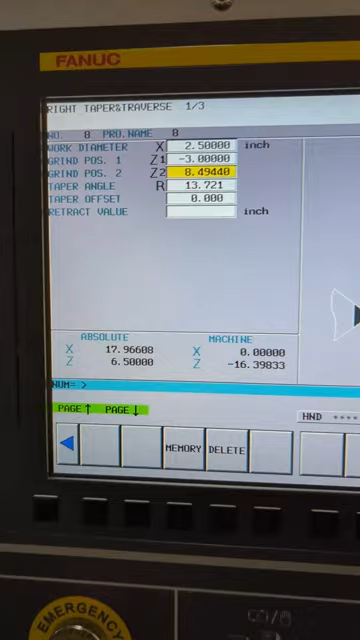 FANUC
RIGHT TAPER&TRAVERSE 1/3
NO. 8 PRO.NAME 8
WORK DIAMETER X 2.50000 inch
GRIND POS. 1 Z1 -3.00000
GRIND POS. 2 Z2 8.49440
TAPER ANGLE R 13.721
TAPER OFFSET 0.000
RETRACT VALUE inch
ABSOLUTE MACHINE
X 17.96608 X 0.00000
Z 6.50000 Z -16.39833
NUM= >
PAGE↑ PAGE↓
HND ****
MEMORY DELETE
EMERGENCY